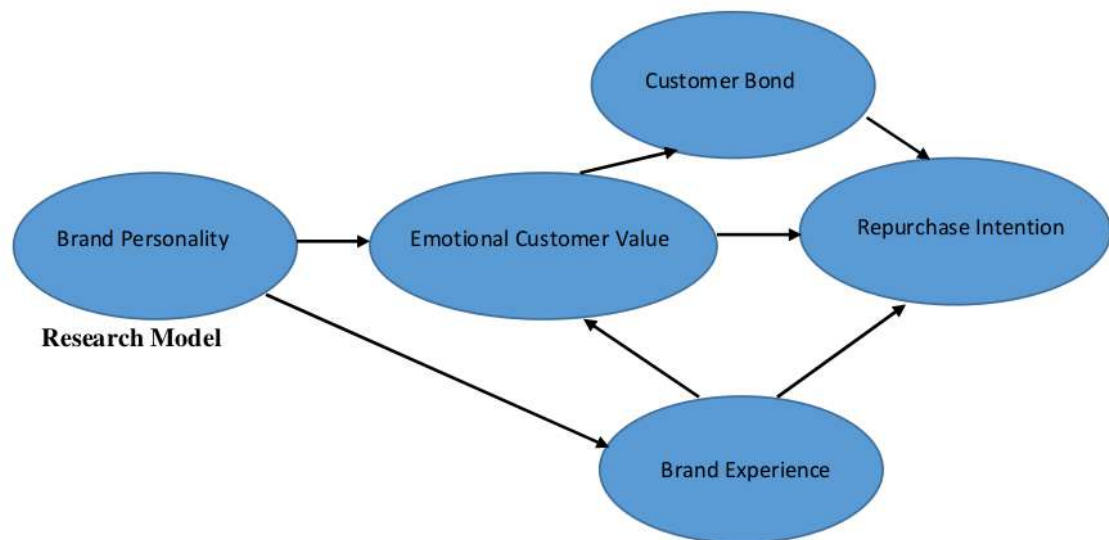 Customer Bond
Brand Personality
Emotional Customer Value
Repurchase Intention
Research Model
Brand Experience